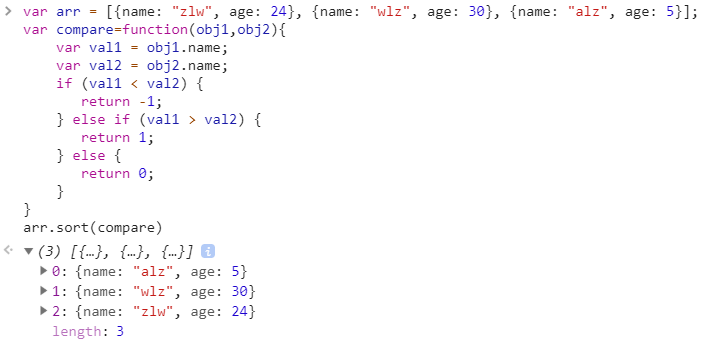 var arr = [{name: "zlw", age: 24}, {name: "wlz", age: 30}, {name: "alz", age: 5}];
var compare=function(obj1,obj2){
    var val1 = obj1.name;
    var val2 = obj2.name;
    if (val1 < val2) {
       return -1;
    } else if (val1 > val2) {
       return 1;
    } else {
       return 0;
    }
}
arr.sort(compare)
(3) [{…}, {…}, {…}] i
0: {name: "alz", age: 5}
1: {name: "wlz", age: 30}
2: {name: "zlw", age: 24}
length: 3